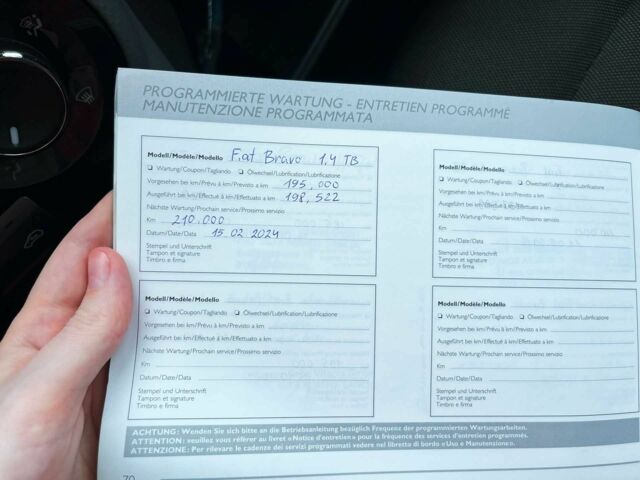 PROGRAMMIERTE WARTUNG - ENTRETIEN PROGRAMMÉ
MANUTENZIONE PROGRAMMATA
Modell/Modèle/Modello Fiat Bravo 1.4 TB
❏ Wartung/Coupon/Tagliando ❏ Ölwechsel/Lubrification/Lubrificazione
Vorgesehen bei km/Prévu à km/Previsto a km 195,000
Ausgeführt bei km/Effectué à km/Effettuato a km 198,522
Nächste Wartung/Prochain service/Prossimo servizio
Km 210.000
Datum/Date/Data 15 02 2024
Stempel und Unterschrift
Tampon et signature
Timbro e firma
Modell/Modèle/Modello
❏ Wartung/Coupon/Tagliando ❏ Ölwechsel/Lubrification/Lubrificazione
Vorgesehen bei km/Prévu à km/Previsto a km
Ausgeführt bei km/Effectué à km/Effettuato a km
Nächste Wartung/Prochain service/Prossimo servizio
Km
Datum/Date/Data
Stempel und Unterschrift
Tampon et signature
Timbro e firma
Modell/Modèle/Modello
❏ Wartung/Coupon/Tagliando ❏ Ölwechsel/Lubrification/Lubrificazione
Vorgesehen bei km/Prévu à km/Previsto a km
Ausgeführt bei km/Effectué à km/Effettuato a km
Nächste Wartung/Prochain service/Prossimo servizio
Km
Datum/Date/Data
Stempel und Unterschrift
Tampon et signature
Timbro e firma
Modell/Modèle/Modello
❏ Wartung/Coupon/Tagliando ❏ Ölwechsel/Lubrification/Lubrificazione
Vorgesehen bei km/Prévu à km/Previsto a km
Ausgeführt bei km/Effectué à km/Effettuato a km
Nächste Wartung/Prochain service/Prossimo servizio
Km
Datum/Date/Data
Stempel und Unterschrift
Tampon et signature
Timbro e firma
ACHTUNG: Wenden Sie sich bitte an die Betriebsanleitung bezüglich Frequenz der programmierten Wartungsarbeiten.
ATTENTION: veuillez vous référer au livret «Notice d'entretien» pour la fréquence des services d'entretien programmés.
ATTENZIONE: Per rilevare le cadenze dei servizi programmati vedere nel libretto di bordo «Uso e Manutenzione».